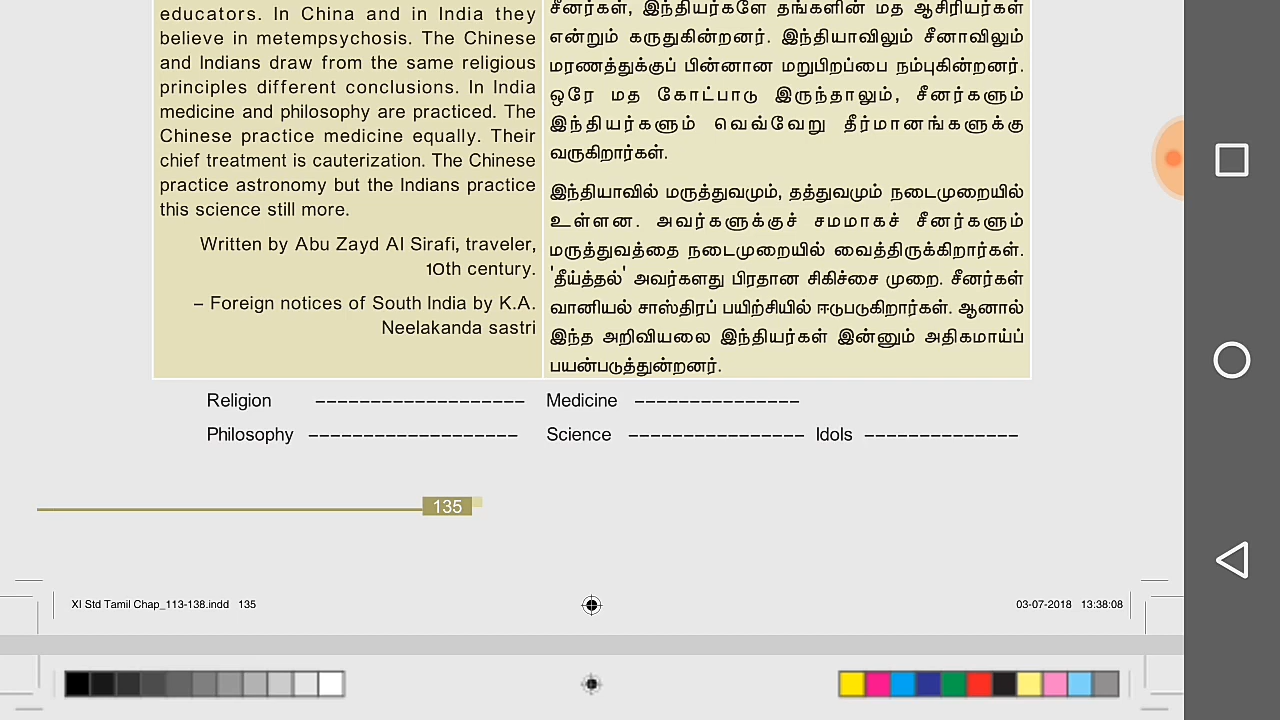 educators. In China and in India they
believe in metempsychosis. The Chinese
and Indians draw from the same religious
principles different conclusions. In India
medicine and philosophy are practiced. The
Chinese practice medicine equally. Their
chief treatment is cauterization. The Chinese
practice astronomy but the Indians practice
this science still more.
Written by Abu Zayd Al Sirafi, traveler,
10th century.
– Foreign notices of South India by K.A.
Neelakanda sastri
சீனர்கள், இந்தியர்களே தங்களின் மத ஆசிரியர்கள்
என்றும் கருதுகின்றனர். இந்தியாவிலும் சீனாவிலும்
மரணத்துக்குப் பின்னான மறுபிறப்பை நம்புகின்றனர்.
ஒரே மத கோட்பாடு இருந்தாலும், சீனர்களும்
இந்தியர்களும் வெவ்வேறு தீர்மானங்களுக்கு
வருகிறார்கள்.
இந்தியாவில் மருத்துவமும், தத்துவமும் நடைமுறையில்
உள்ளன. அவர்களுக்குச் சமமாகச் சீனர்களும்
மருத்துவத்தை நடைமுறையில் வைத்திருக்கிறார்கள்.
'தீய்த்தல்' அவர்களது பிரதான சிகிச்சை முறை. சீனர்கள்
வானியல் சாஸ்திரப் பயிற்சியில் ஈடுபடுகிறார்கள். ஆனால்
இந்த அறிவியலை இந்தியர்கள் இன்னும் அதிகமாய்ப்
பயன்படுத்துன்றனர்.
Religion ------------------- Medicine ---------------
Philosophy ------------------- Science ---------------- Idols --------------
135
XI Std Tamil Chap_113-138.indd 135
03-07-2018 13:38:08